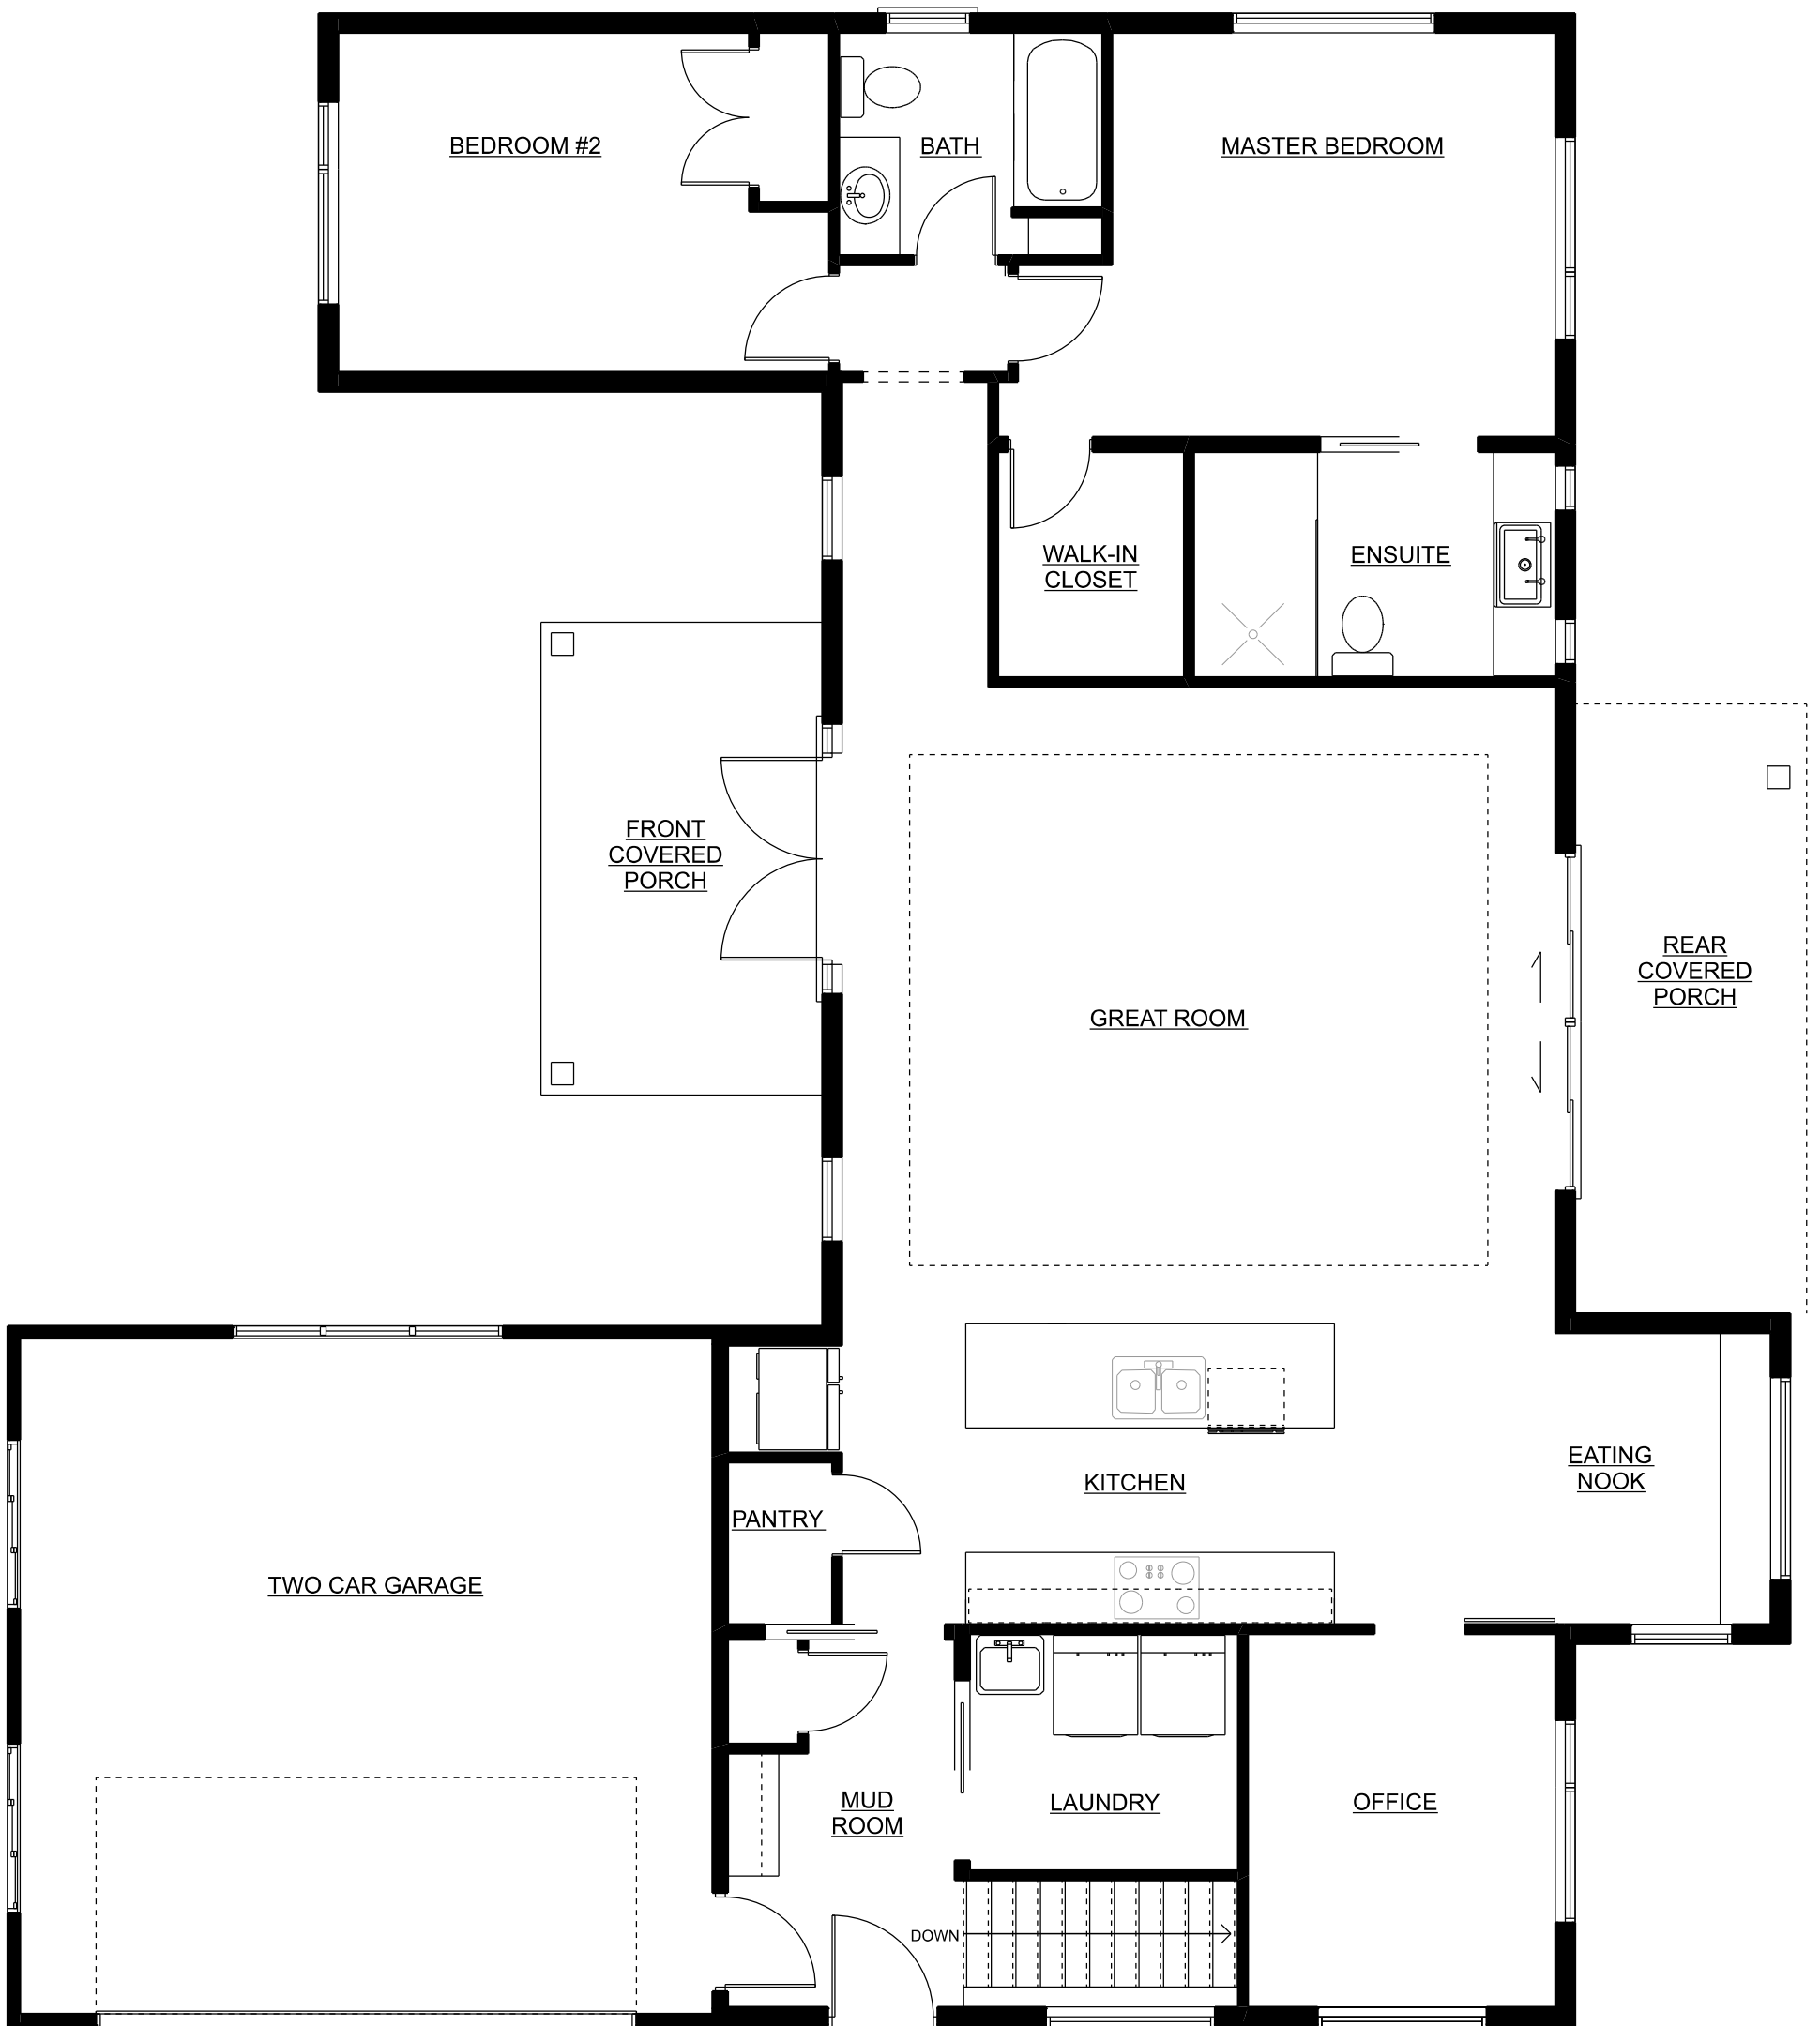 BEDROOM #2
BATH
MASTER BEDROOM
WALK-IN
CLOSET
ENSUITE
FRONT
COVERED
PORCH
REAR
COVERED
PORCH
GREAT ROOM
EATING
NOOK
KITCHEN
PANTRY
TWO CAR GARAGE
MUD
ROOM
LAUNDRY
OFFICE
DOWN